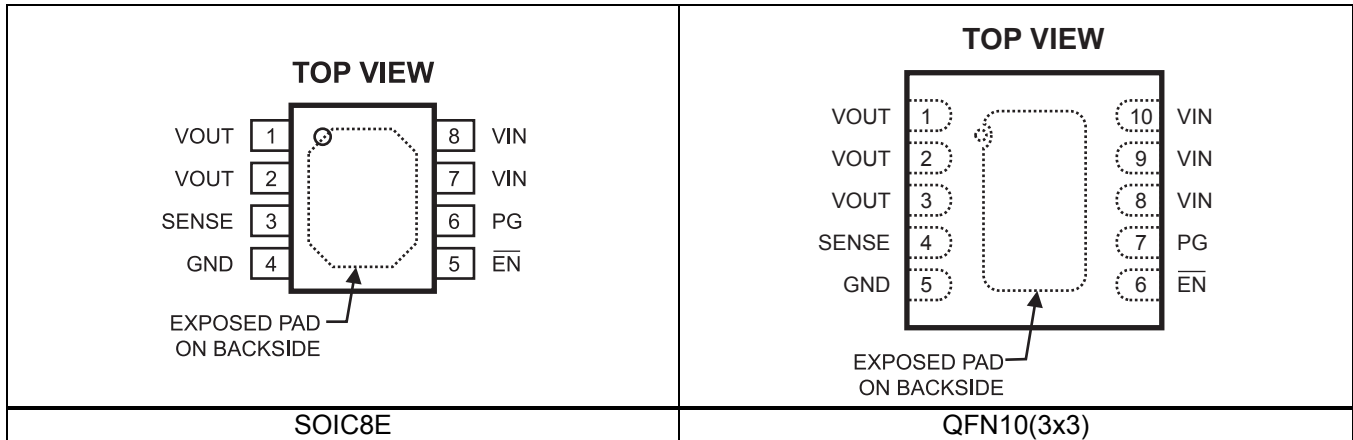 TOP VIEW
VOUT 1 8 VIN
VOUT 2 7 VIN
SENSE 3 6 PG
GND 4 5 E̅N̅
EXPOSED PAD
ON BACKSIDE
SOIC8E
TOP VIEW
VOUT 1 10 VIN
VOUT 2 9 VIN
VOUT 3 8 VIN
SENSE 4 7 PG
GND 5 6 E̅N̅
EXPOSED PAD
ON BACKSIDE
QFN10(3x3)